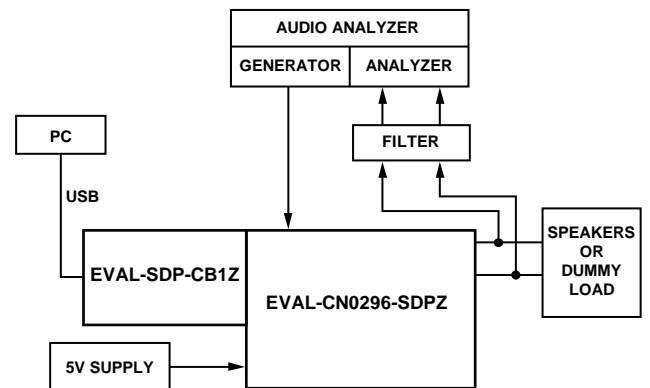 AUDIO ANALYZER
GENERATOR
ANALYZER
PC
FILTER
USB
SPEAKERS
OR
DUMMY
LOAD
EVAL-SDP-CB1Z
EVAL-CN0296-SDPZ
5V SUPPLY